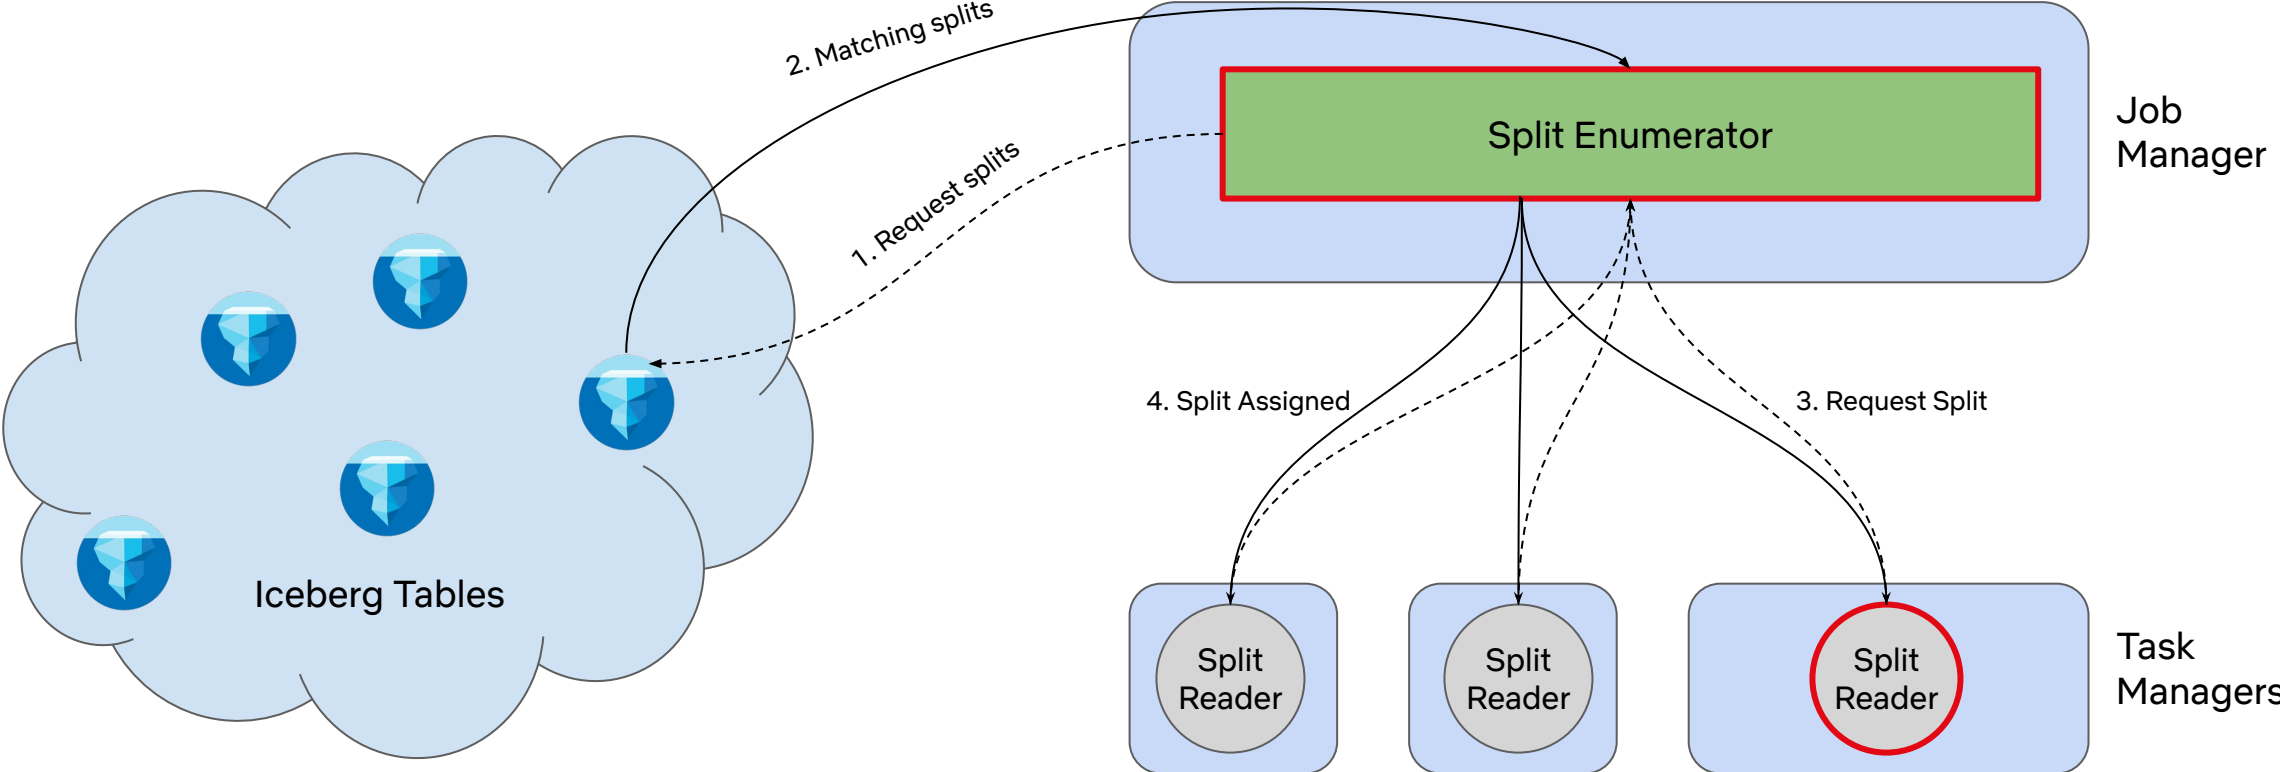 2. Matching splits
1. Request splits
Split Enumerator
Job
Manager
4. Split Assigned
3. Request Split
Iceberg Tables
Split
Reader
Split
Reader
Split
Reader
Task
Managers